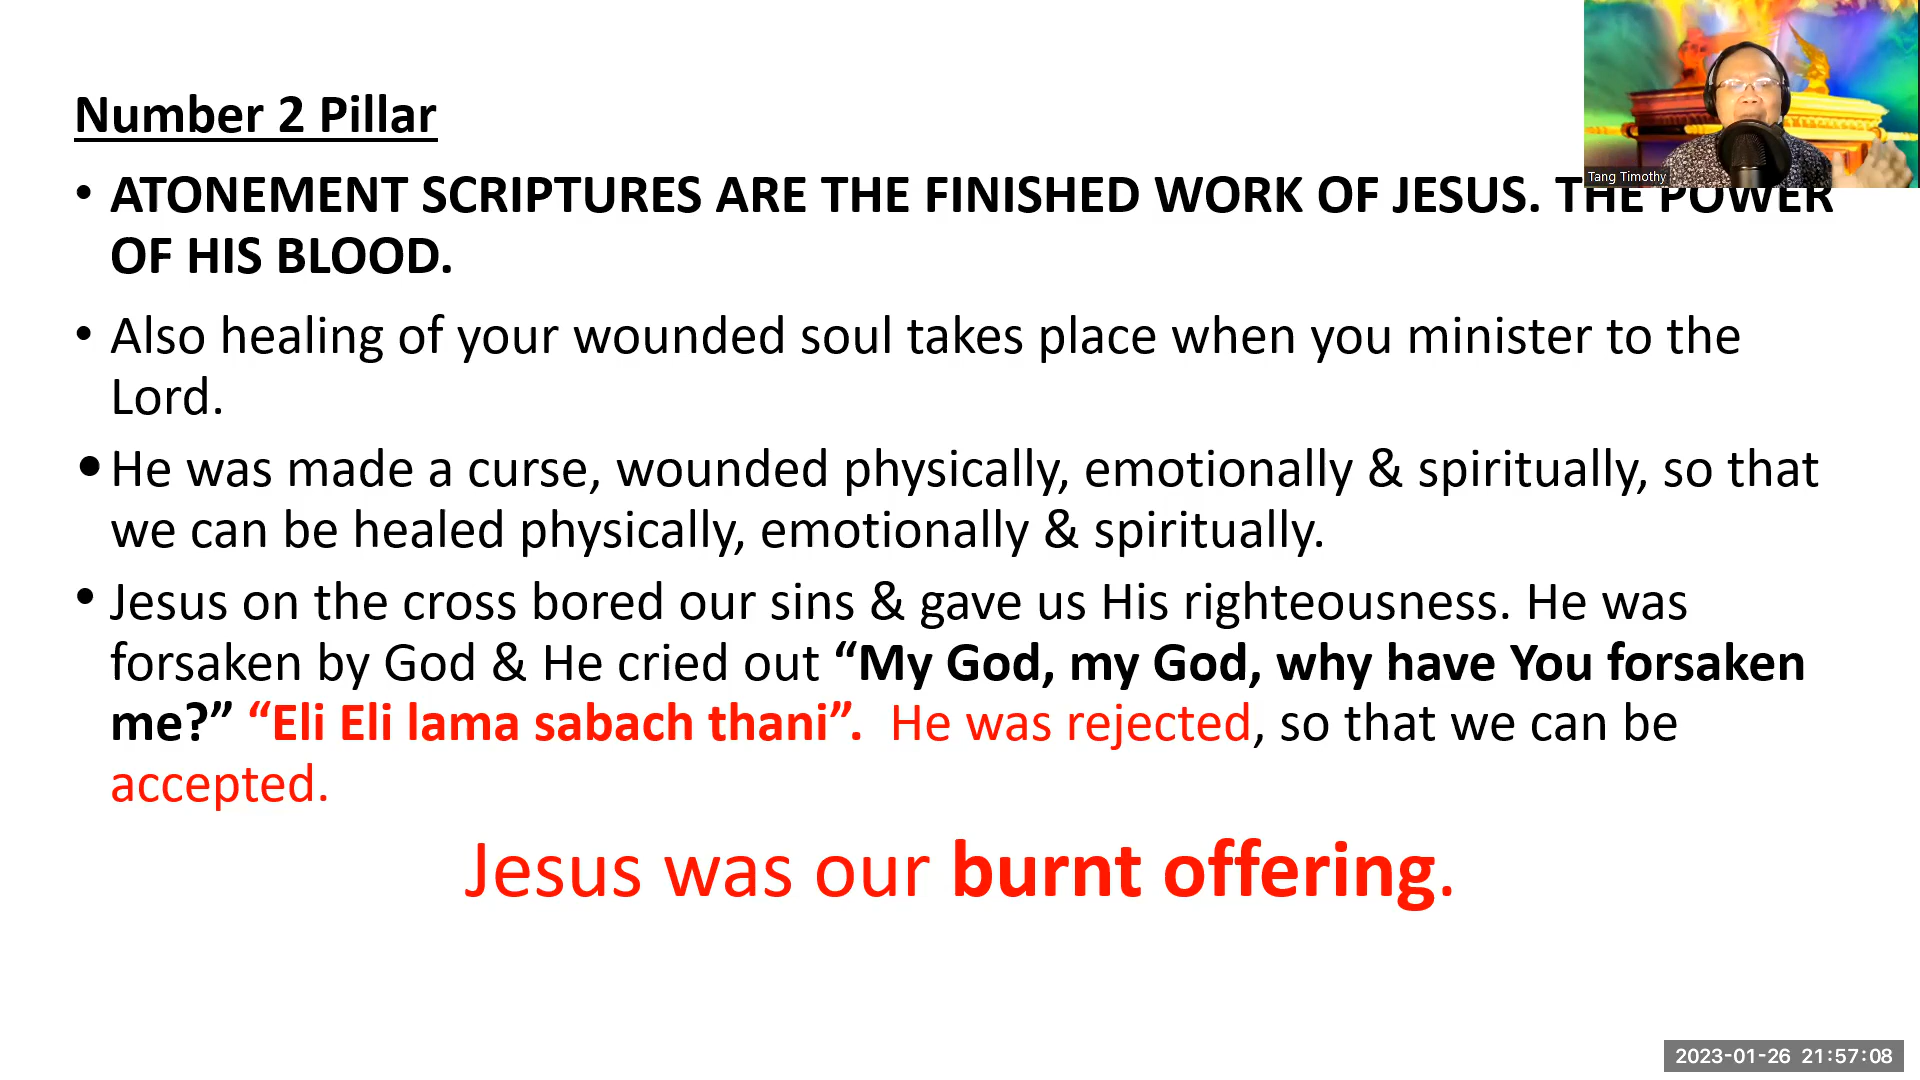 Number 2 Pillar
• ATONEMENT SCRIPTURES ARE THE FINISHED WORK OF JESUS. THE POWER
OF HIS BLOOD.
• Also healing of your wounded soul takes place when you minister to the
Lord.
• He was made a curse, wounded physically, emotionally & spiritually, so that
we can be healed physically, emotionally & spiritually.
• Jesus on the cross bored our sins & gave us His righteousness. He was
forsaken by God & He cried out “My God, my God, why have You forsaken
me?” “Eli Eli lama sabach thani”. He was rejected, so that we can be
accepted.
Jesus was our burnt offering.
Tang Timothy
2023-01-26 21:57:08